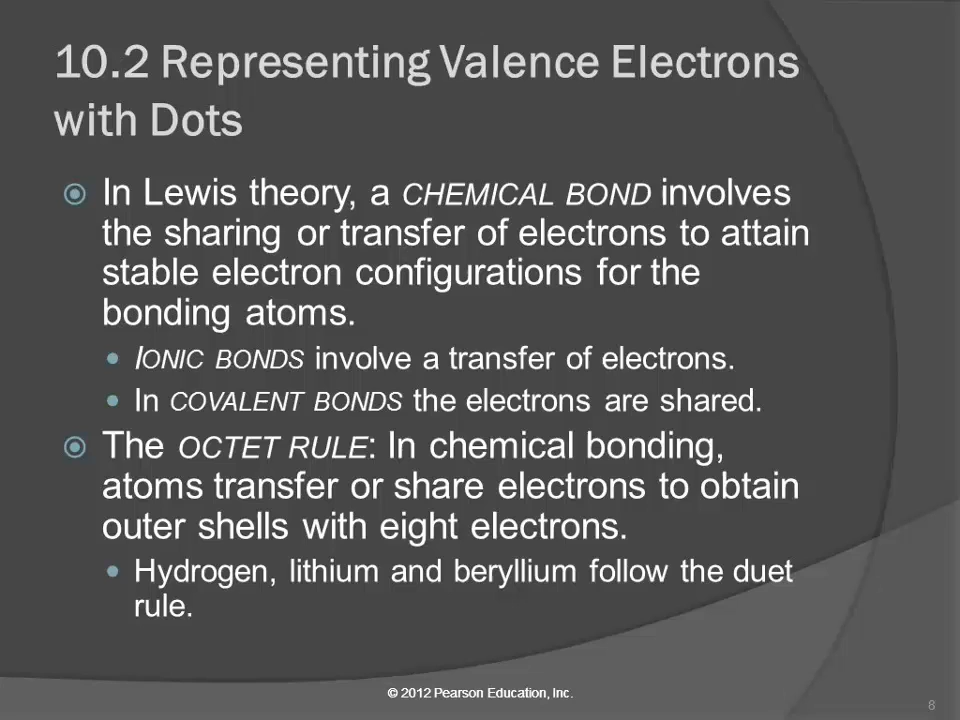 10.2 Representing Valence Electrons
with Dots
In Lewis theory, a CHEMICAL BOND involves
the sharing or transfer of electrons to attain
stable electron configurations for the
bonding atoms.
IONIC BONDS involve a transfer of electrons.
In COVALENT BONDS the electrons are shared.
The OCTET RULE: In chemical bonding,
atoms transfer or share electrons to obtain
outer shells with eight electrons.
Hydrogen, lithium and beryllium follow the duet
rule.
© 2012 Pearson Education, Inc.
8